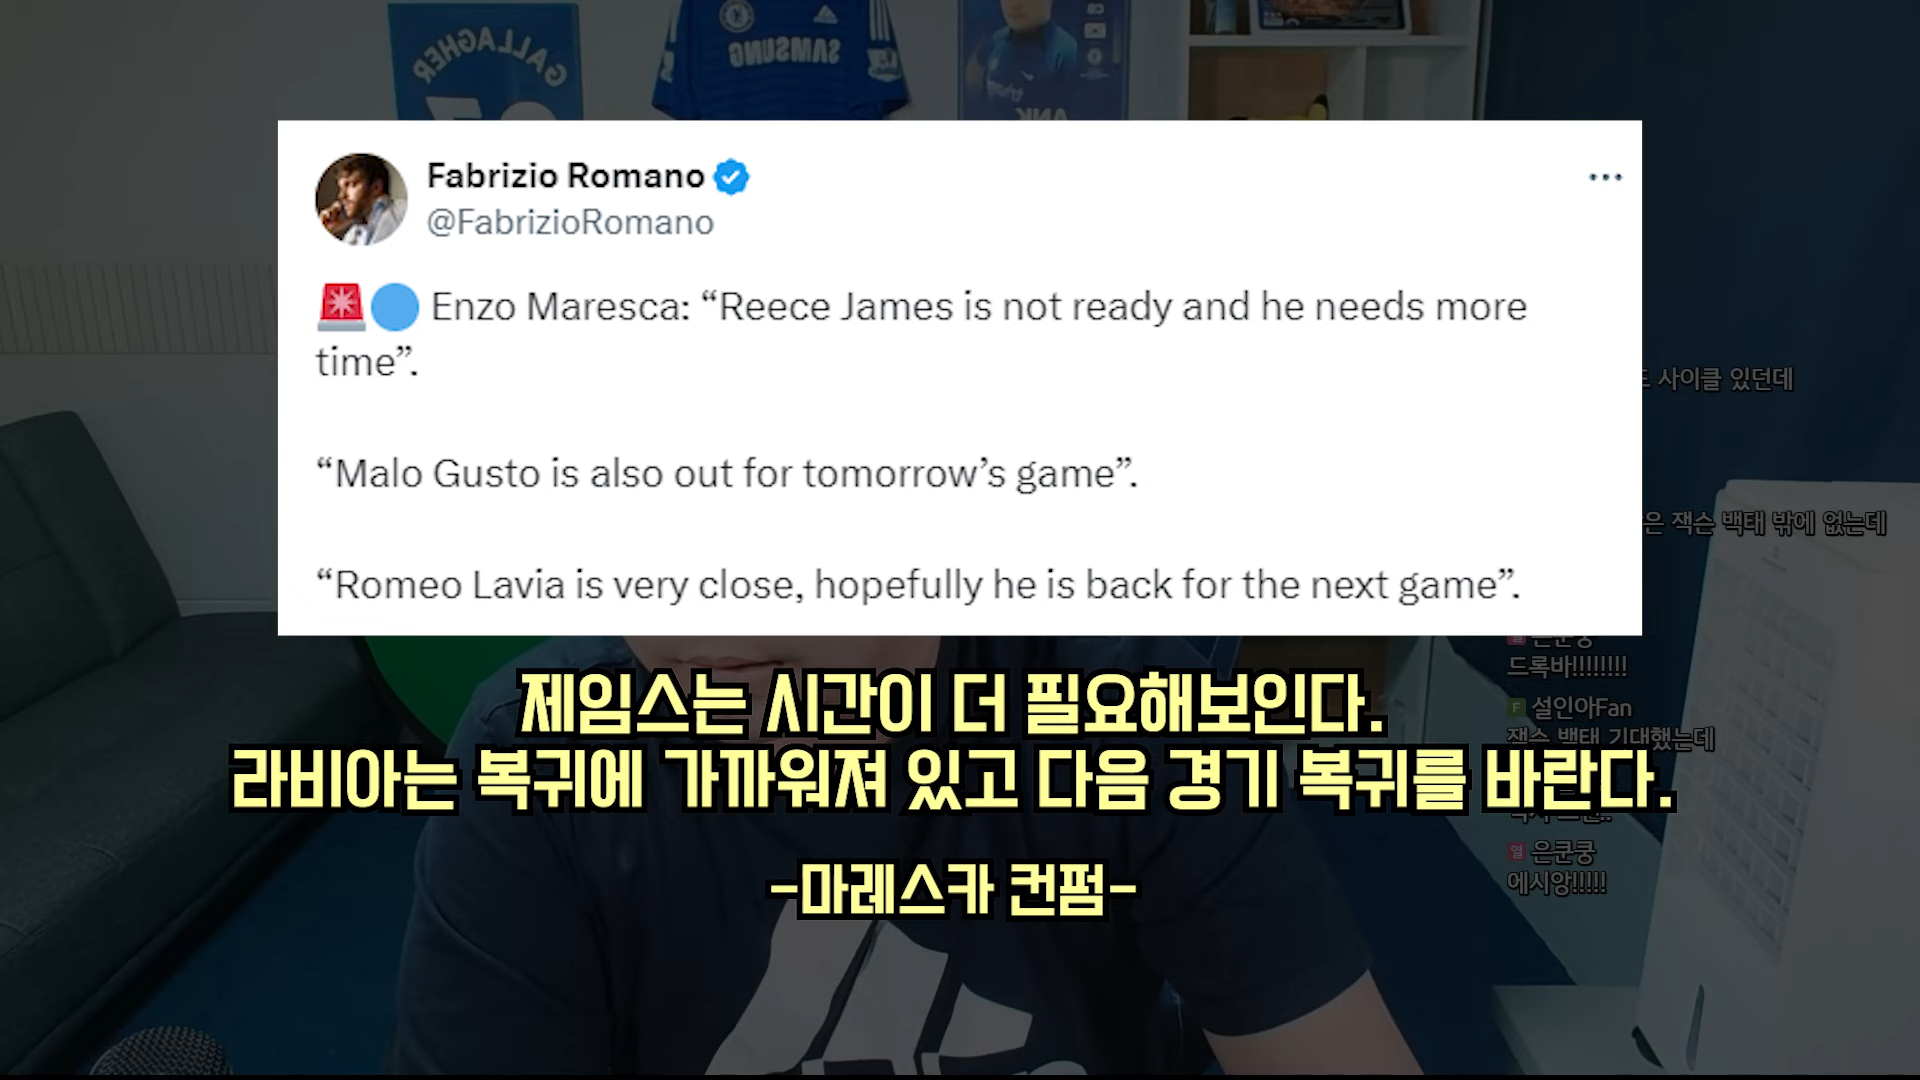 GALLAGHER
SAMSUNG
Fabrizio Romano
@FabrizioRomano
Enzo Maresca: “Reece James is not ready and he needs more
time”.
“Malo Gusto is also out for tomorrow’s game”.
“Romeo Lavia is very close, hopefully he is back for the next game”.
사이클 있던데
은 잭슨 백태 밖에 없는데
드록바!!!!!!!!
설인아Fan
잭슨 백태 기대했는데
제임스는 시간이 더 필요해보인다.
라비아는 복귀에 가까워져 있고 다음 경기 복귀를 바란다.
열 은쿤쿵
에시앙!!!!!
-마레스카 컨펌-